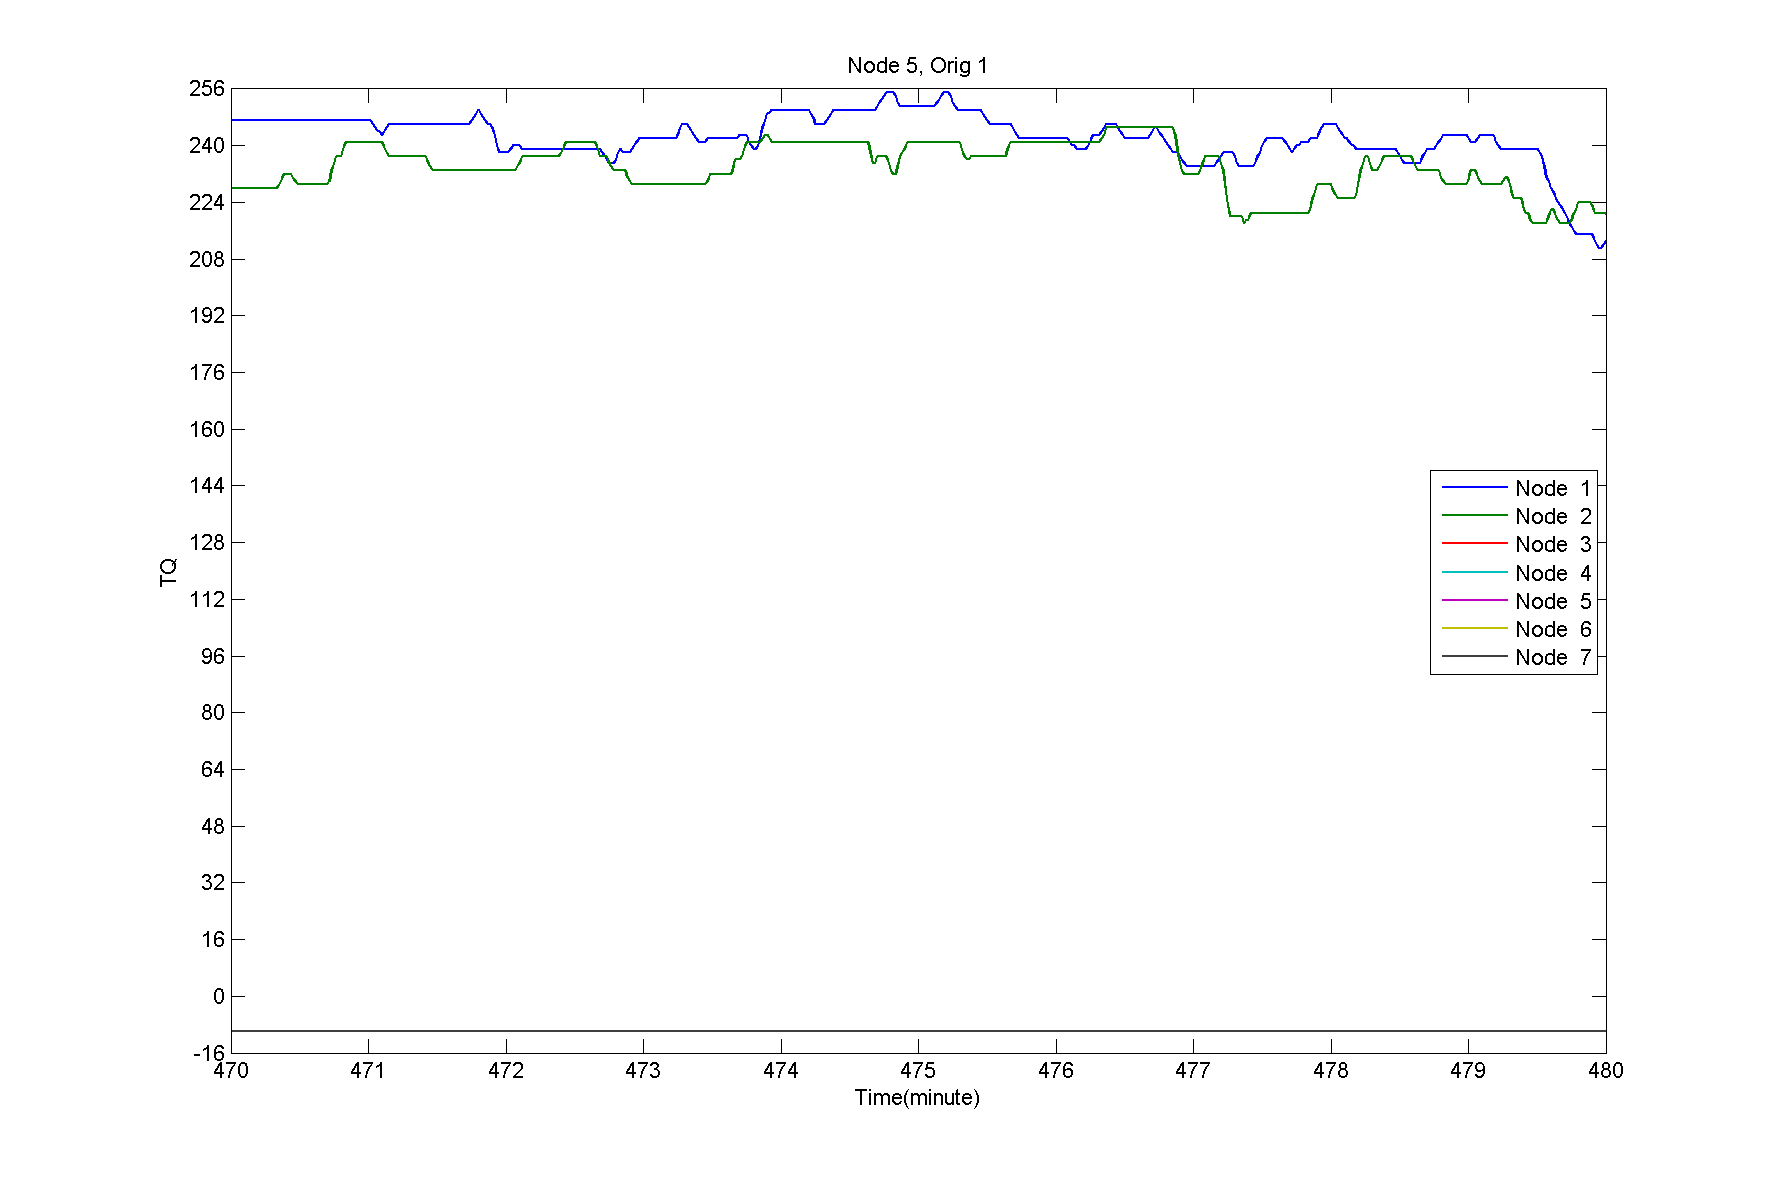 Node 5, Orig 1
256
240
224
208
192
176
160
144
128
112
96
80
64
48
32
16
0
-16
TQ
Node 1
Node 2
Node 3
Node 4
Node 5
Node 6
Node 7
470 471 472 473 474 475 476 477 478 479 480
Time(minute)